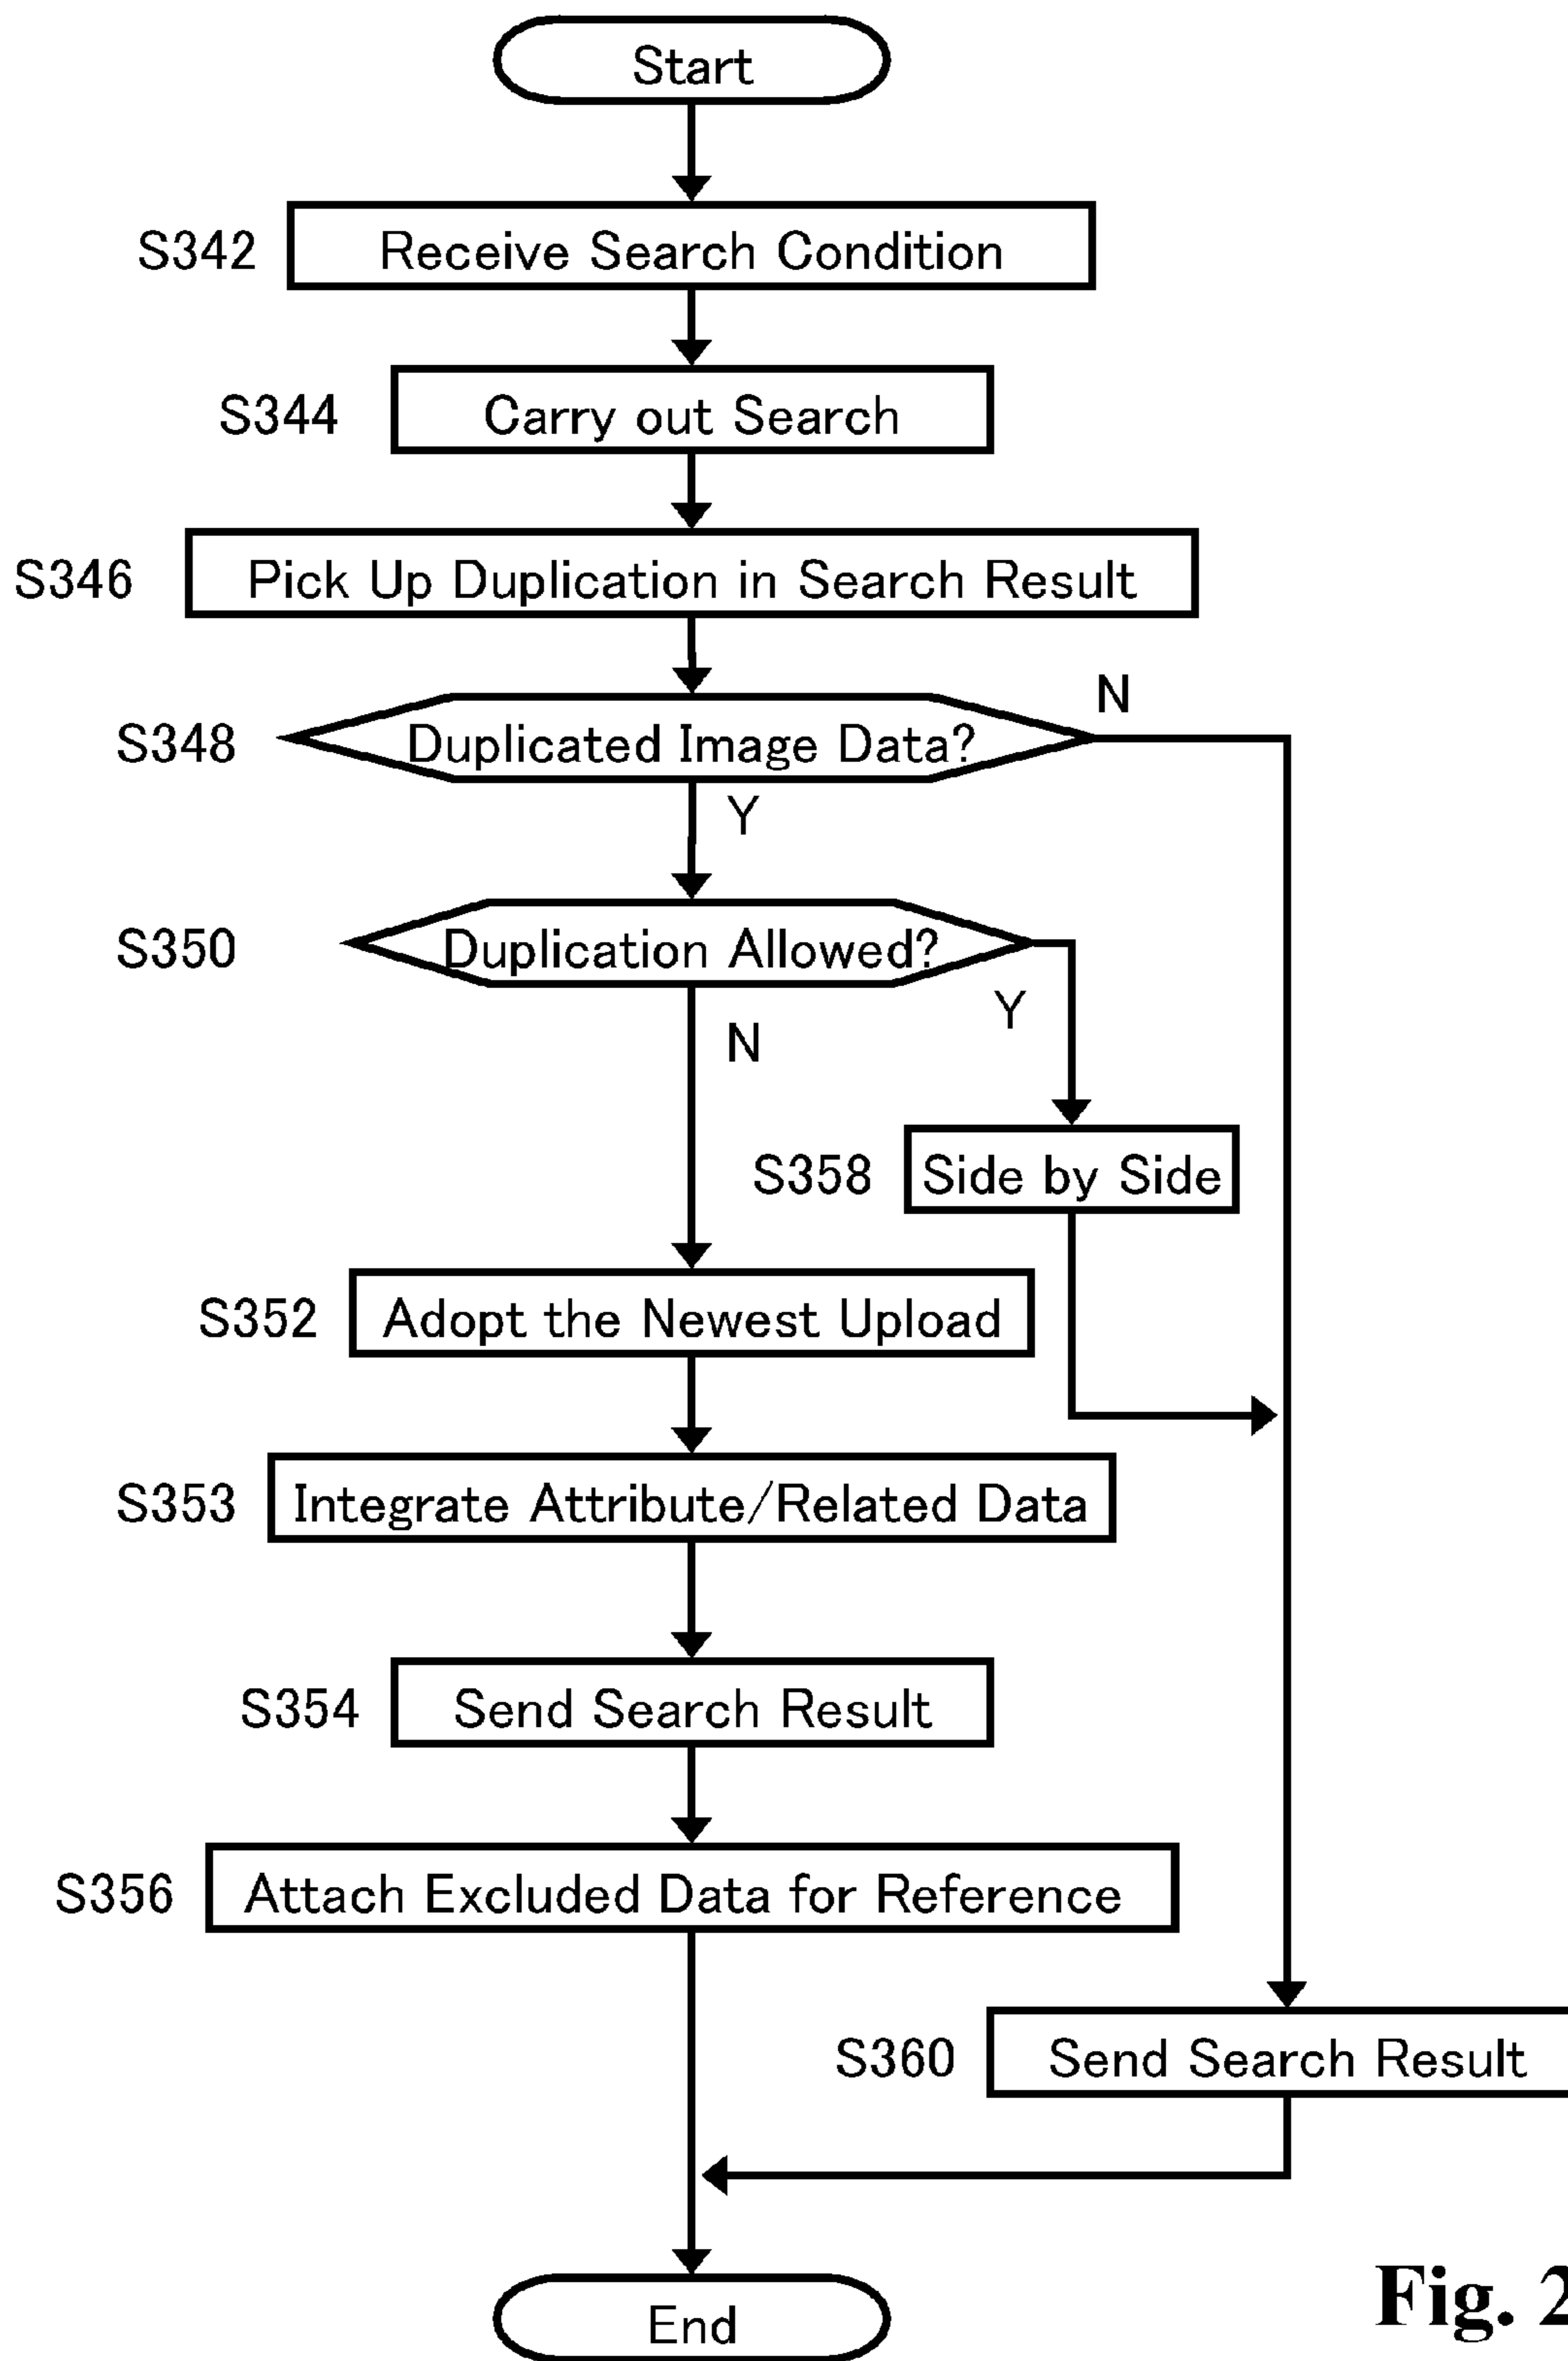 Start
S342 Receive Search Condition
S344 Carry out Search
S346 Pick Up Duplication in Search Result
N
S348 Duplicated Image Data?
Y
S350 Duplication Allowed?
Y
N
S358 Side by Side
S352 Adopt the Newest Upload
S353 Integrate Attribute/Related Data
S354 Send Search Result
S356 Attach Excluded Data for Reference
S360 Send Search Result
Fig. 2
End